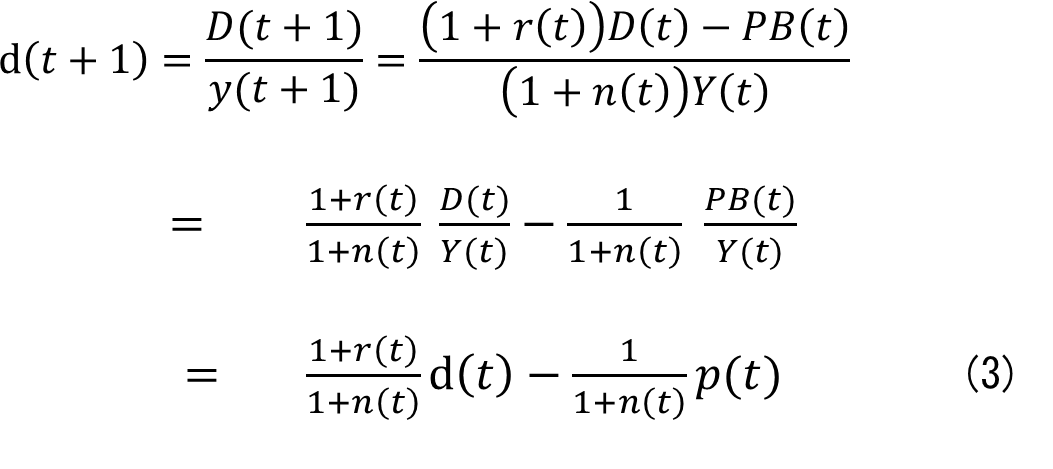 d(t + 1) = D(t + 1)/y(t + 1) = ((1 + r(t))D(t) − PB(t))/((1 + n(t))Y(t))
= (1+r(t))/(1+n(t)) D(t)/Y(t) − 1/(1+n(t)) PB(t)/Y(t)
= (1+r(t))/(1+n(t)) d(t) − 1/(1+n(t)) p(t) (3)